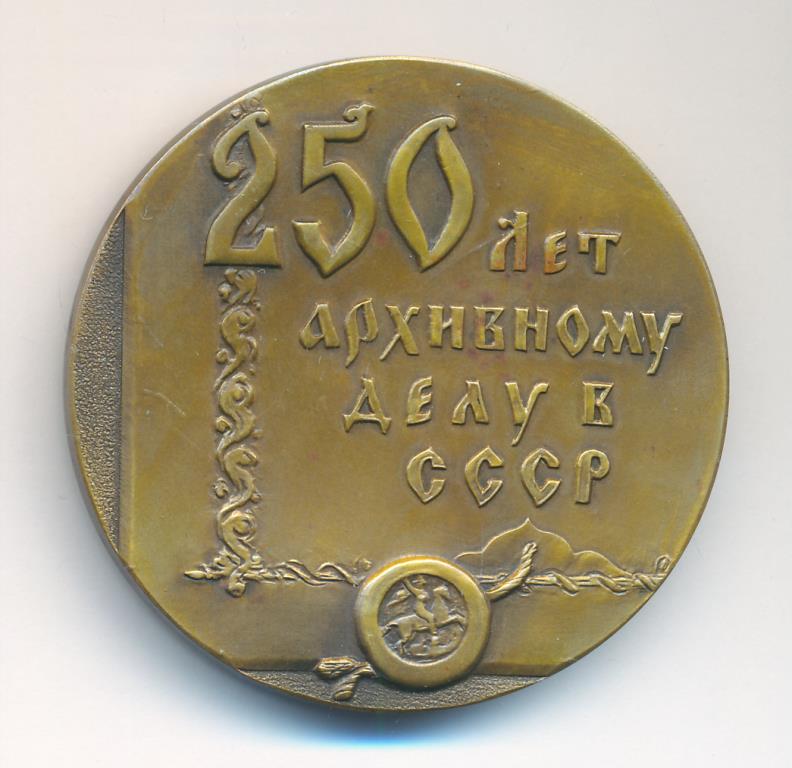 250 лет
архивному
делу в
СССР